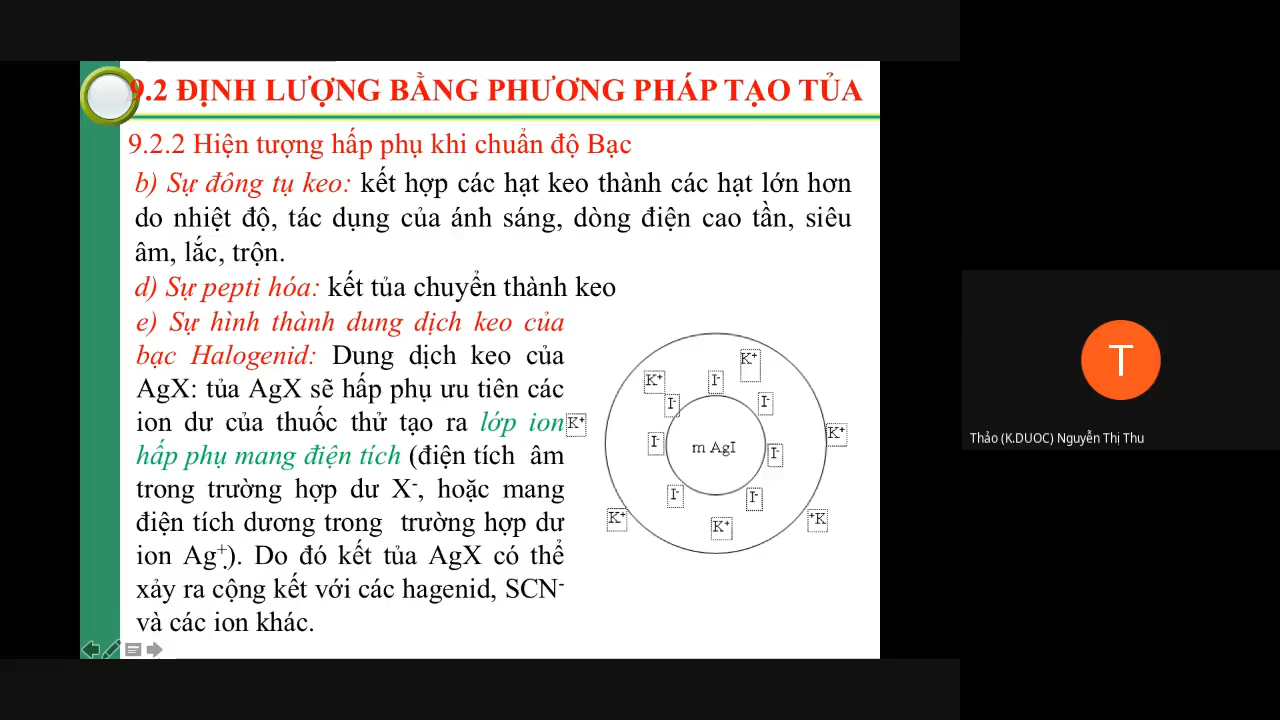 9.2 ĐỊNH LƯỢNG BẰNG PHƯƠNG PHÁP TẠO TỦA
9.2.2 Hiện tượng hấp phụ khi chuẩn độ Bạc
b) Sự đông tụ keo: kết hợp các hạt keo thành các hạt lớn hơn
do nhiệt độ, tác dụng của ánh sáng, dòng điện cao tần, siêu
âm, lắc, trộn.
d) Sự pepti hóa: kết tủa chuyển thành keo
e) Sự hình thành dung dịch keo của
bạc Halogenid: Dung dịch keo của
AgX: tủa AgX sẽ hấp phụ ưu tiên các
ion dư của thuốc thử tạo ra lớp ion
hấp phụ mang điện tích (điện tích âm
trong trường hợp dư X⁻, hoặc mang
điện tích dương trong trường hợp dư
ion Ag⁺). Do đó kết tủa AgX có thể
xảy ra cộng kết với các hagenid, SCN⁻
và các ion khác.
K⁺
K⁺ I⁻
I⁻ I⁻
K⁺ K⁺
I⁻ m AgI I⁻
I⁻ I⁻
K⁺ K⁺ ⁺K
T
Thảo (K.DUOC) Nguyễn Thị Thu